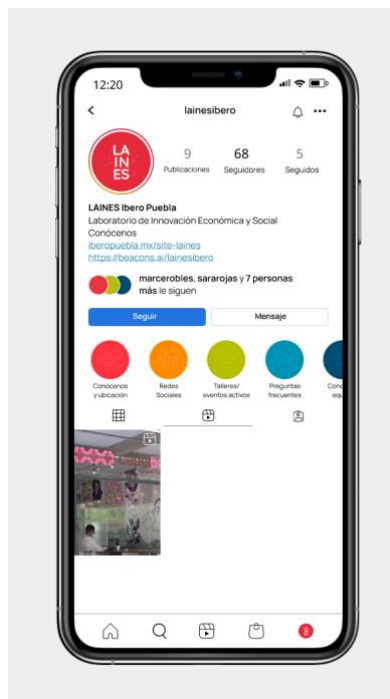 12:20
lainesibero
LA
IN
ES
9
68
5
Publicaciones
Seguidores
Seguidos
LAINES Ibero Puebla
Laboratorio de Innovación Económica y Social
Conócenos
iberopuebla.mx/site-laines
https://beacons.ai/lainesibero
marcerobles, sararojas y 7 personas
más le siguen
Seguir
Mensaje
Conócenos
y ubicación
Redes
Sociales
Talleres/
eventos activos
Preguntas
frecuentes